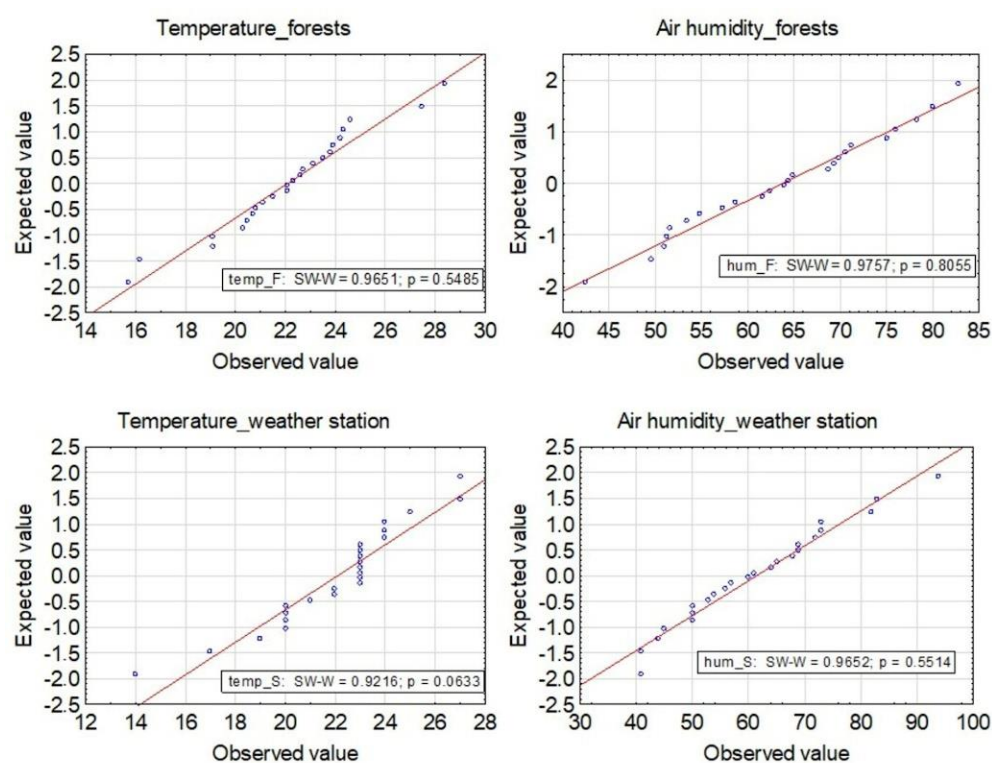 Temperature_forests
2.5
2.0
1.5
1.0
0.5
0.0
-0.5
-1.0
-1.5
-2.0
-2.5
Expected value
temp_F: SW-W = 0.9651; p = 0.5485
14 16 18 20 22 24 26 28 30
Observed value
Air humidity_forests
2
1
0
-1
-2
Expected value
hum_F: SW-W = 0.9757; p = 0.8055
40 45 50 55 60 65 70 75 80 85
Observed value
Temperature_weather station
2.5
2.0
1.5
1.0
0.5
0.0
-0.5
-1.0
-1.5
-2.0
-2.5
Expected value
temp_S: SW-W = 0.9216; p = 0.0633
12 14 16 18 20 22 24 26 28
Observed value
Air humidity_weather station
2.5
2.0
1.5
1.0
0.5
0.0
-0.5
-1.0
-1.5
-2.0
-2.5
Expected value
hum_S: SW-W = 0.9652; p = 0.5514
30 40 50 60 70 80 90 100
Observed value